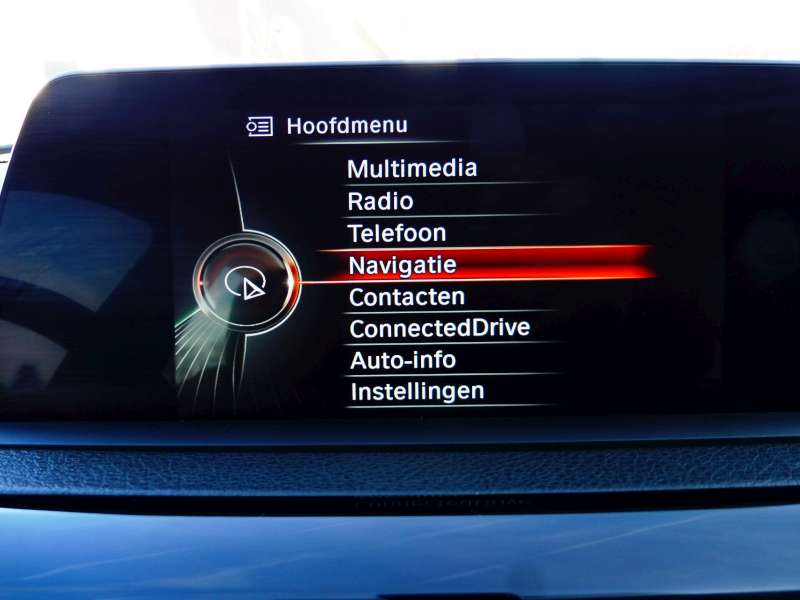 Hoofdmenu
Multimedia
Radio
Telefoon
Navigatie
Contacten
ConnectedDrive
Auto-info
Instellingen